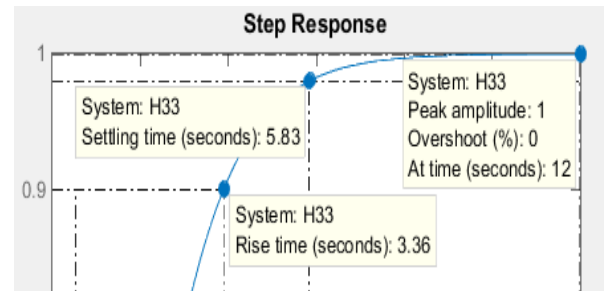 Step Response
1
System: H33
Settling time (seconds): 5.83
System: H33
Peak amplitude: 1
Overshoot (%): 0
At time (seconds): 12
0.9
System: H33
Rise time (seconds): 3.36